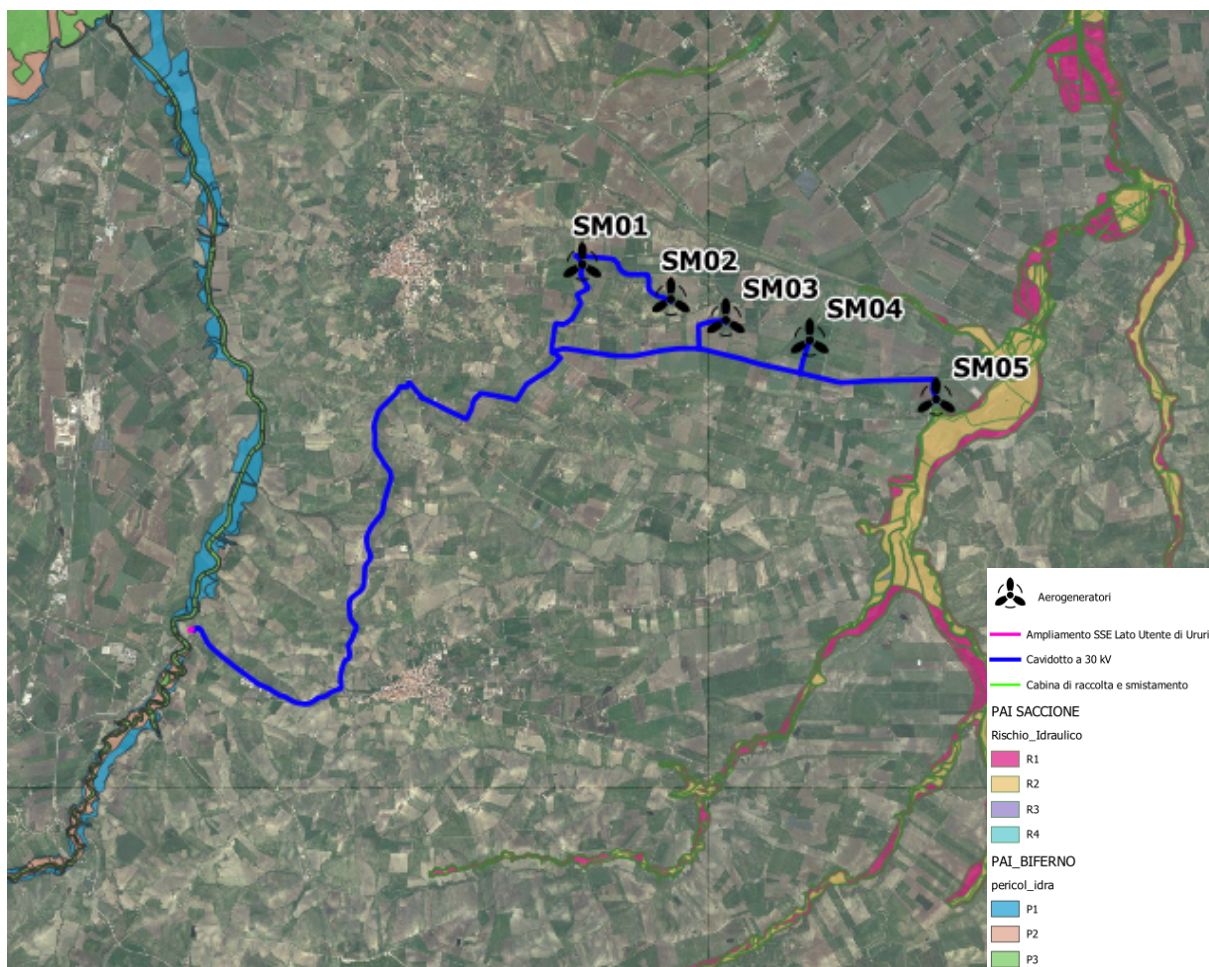 SM01
SM02
SM03
SM04
SM05
Aerogeneratori
Ampliamento SSE Lato Utente di Ururi
Cavidotto a 30 kV
Cabina di raccolta e smistamento
PAI SACCIONE
Rischio_Idraulico
R1
R2
R3
R4
PAI_BIFERNO
pericol_idra
P1
P2
P3